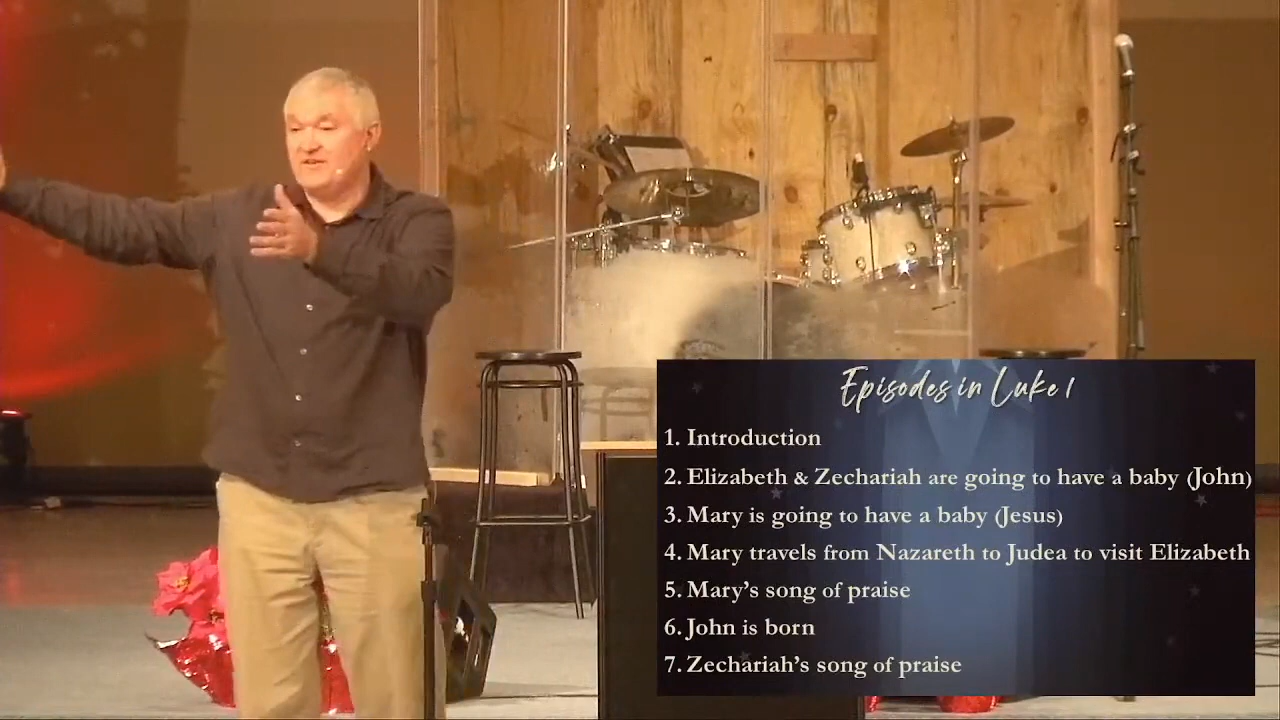 Episodes in Luke 1
1. Introduction
2. Elizabeth & Zechariah are going to have a baby (John)
3. Mary is going to have a baby (Jesus)
4. Mary travels from Nazareth to Judea to visit Elizabeth
5. Mary's song of praise
6. John is born
7. Zechariah's song of praise